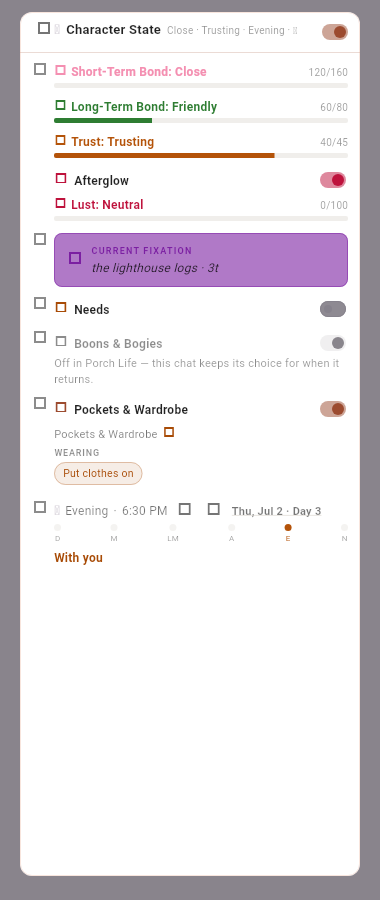 Character State Close · Trusting · Evening ·
Short-Term Bond: Close 120/160
Long-Term Bond: Friendly 60/80
Trust: Trusting 40/45
Afterglow
Lust: Neutral 0/100
CURRENT FIXATION
the lighthouse logs · 3t
Needs
Boons & Bogies
Off in Porch Life — this chat keeps its choice for when it
returns.
Pockets & Wardrobe
Pockets & Wardrobe
WEARING
Put clothes on
Evening · 6:30 PM Thu, Jul 2 · Day 3
D M LM A E N
With you